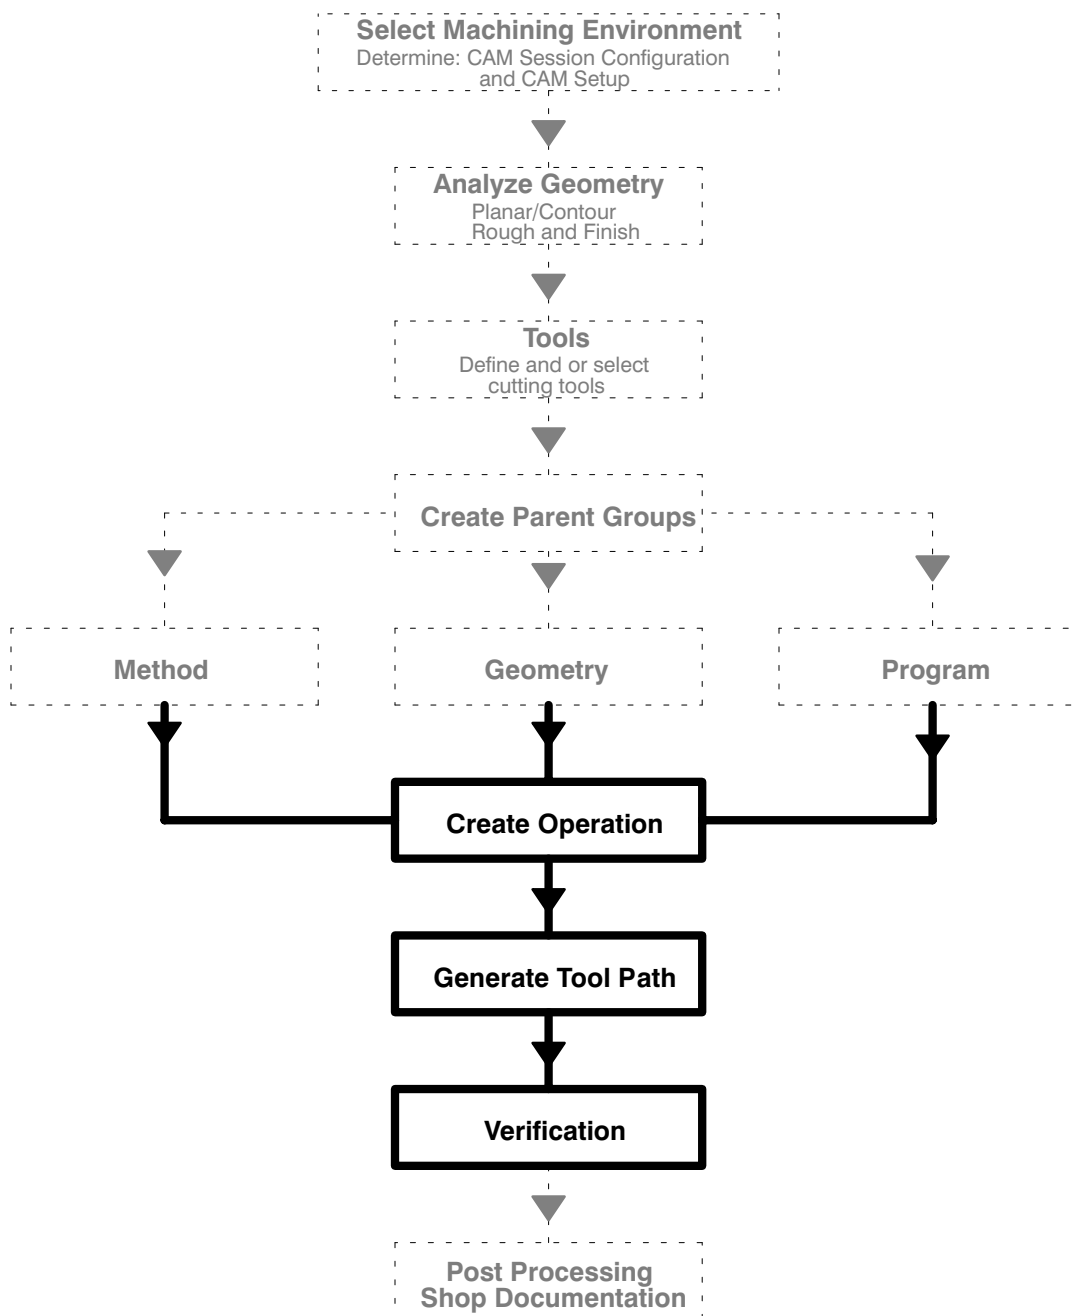 Select Machining Environment
Determine: CAM Session Configuration
and CAM Setup
Analyze Geometry
Planar/Contour
Rough and Finish
Tools
Define and or select
cutting tools
Create Parent Groups
Method
Geometry
Program
Create Operation
Generate Tool Path
Verification
Post Processing
Shop Documentation